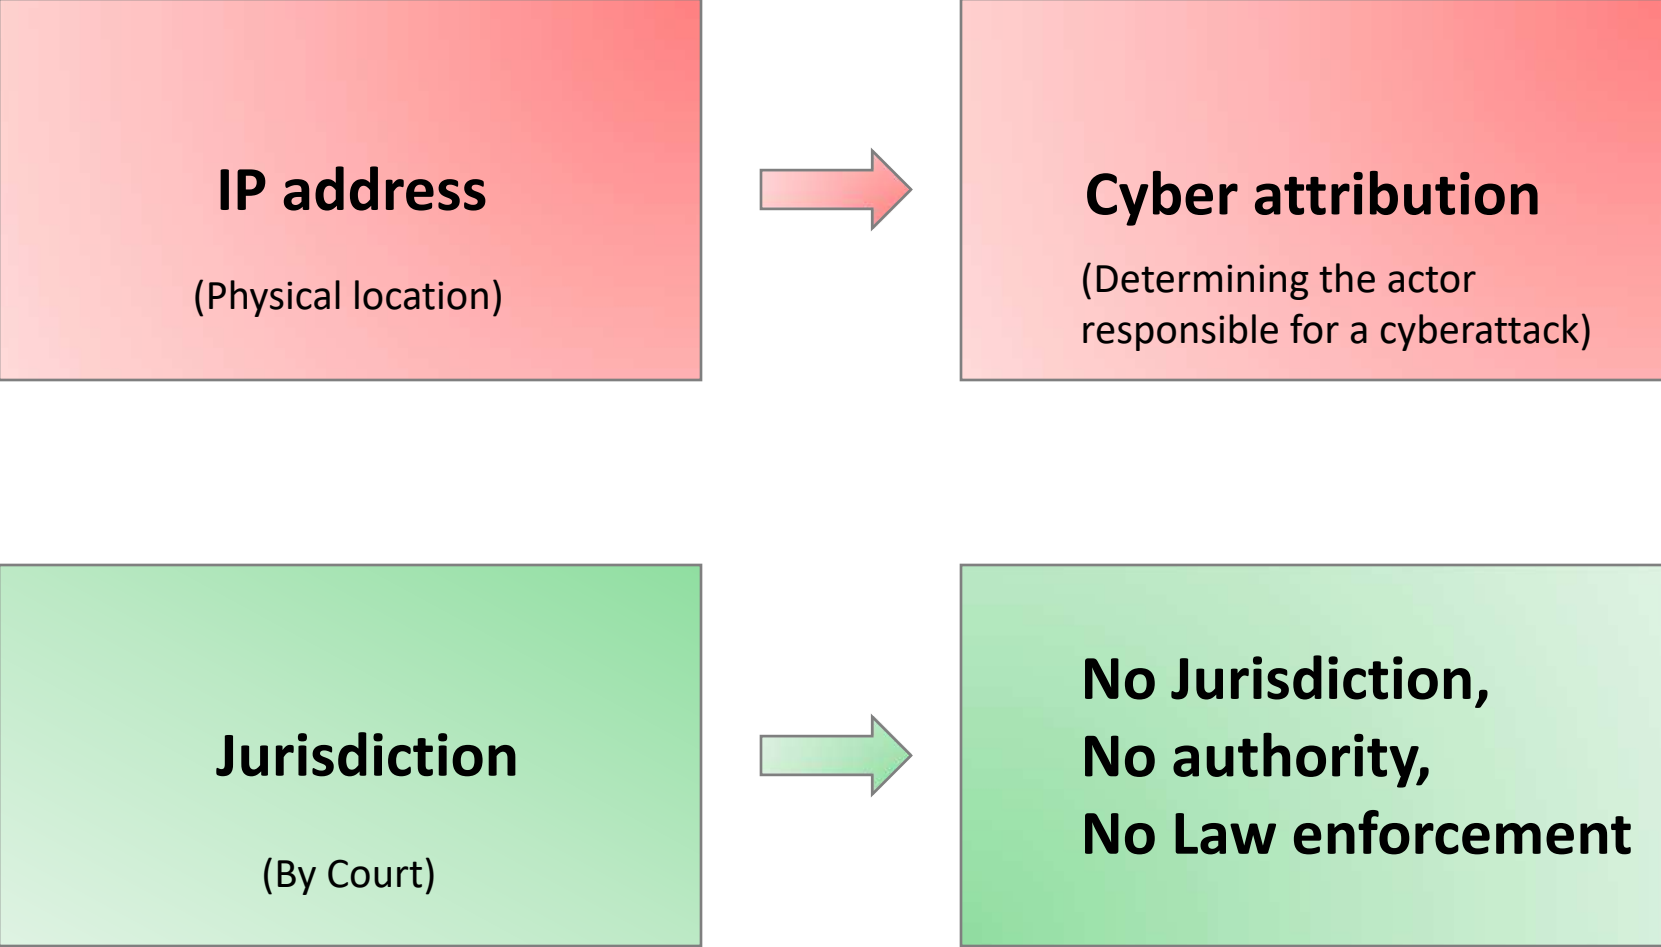 IP address
(Physical location)
Cyber attribution
(Determining the actor
responsible for a cyberattack)
Jurisdiction
(By Court)
No Jurisdiction,
No authority,
No Law enforcement